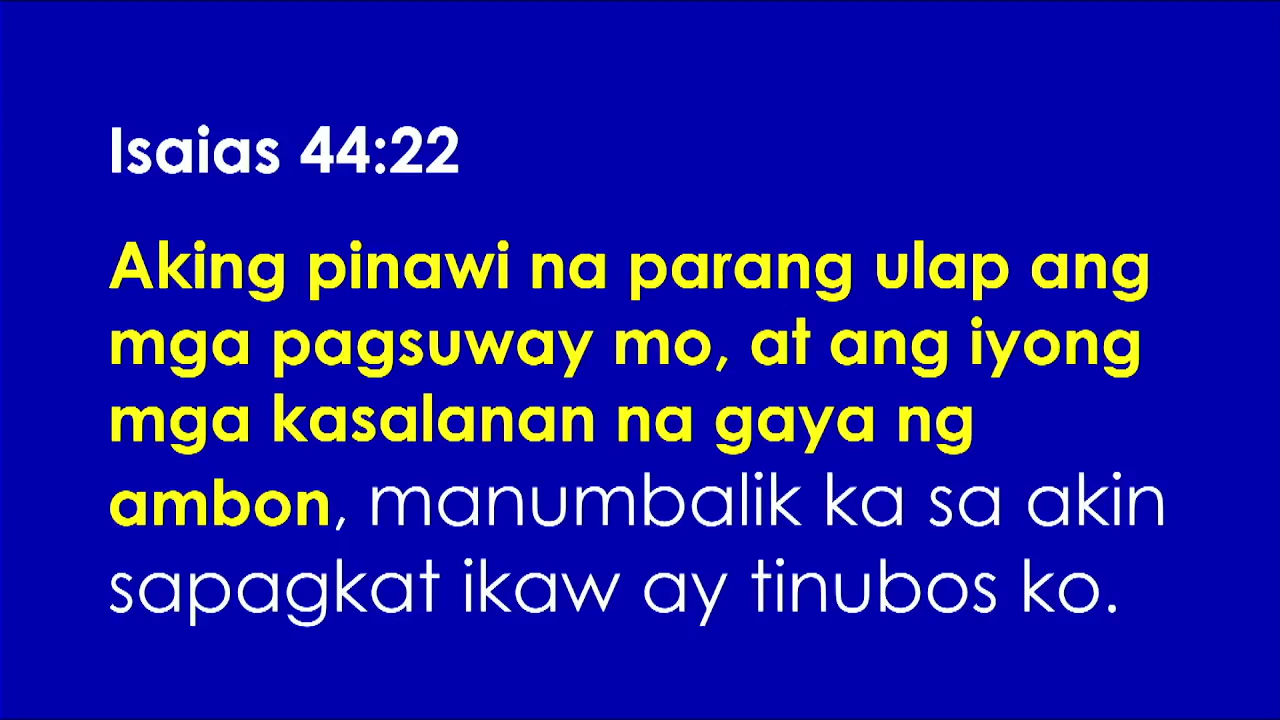 Isaias 44:22
Aking pinawi na parang ulap ang
mga pagsuway mo, at ang iyong
mga kasalanan na gaya ng
ambon, manumbalik ka sa akin
sapagkat ikaw ay tinubos ko.